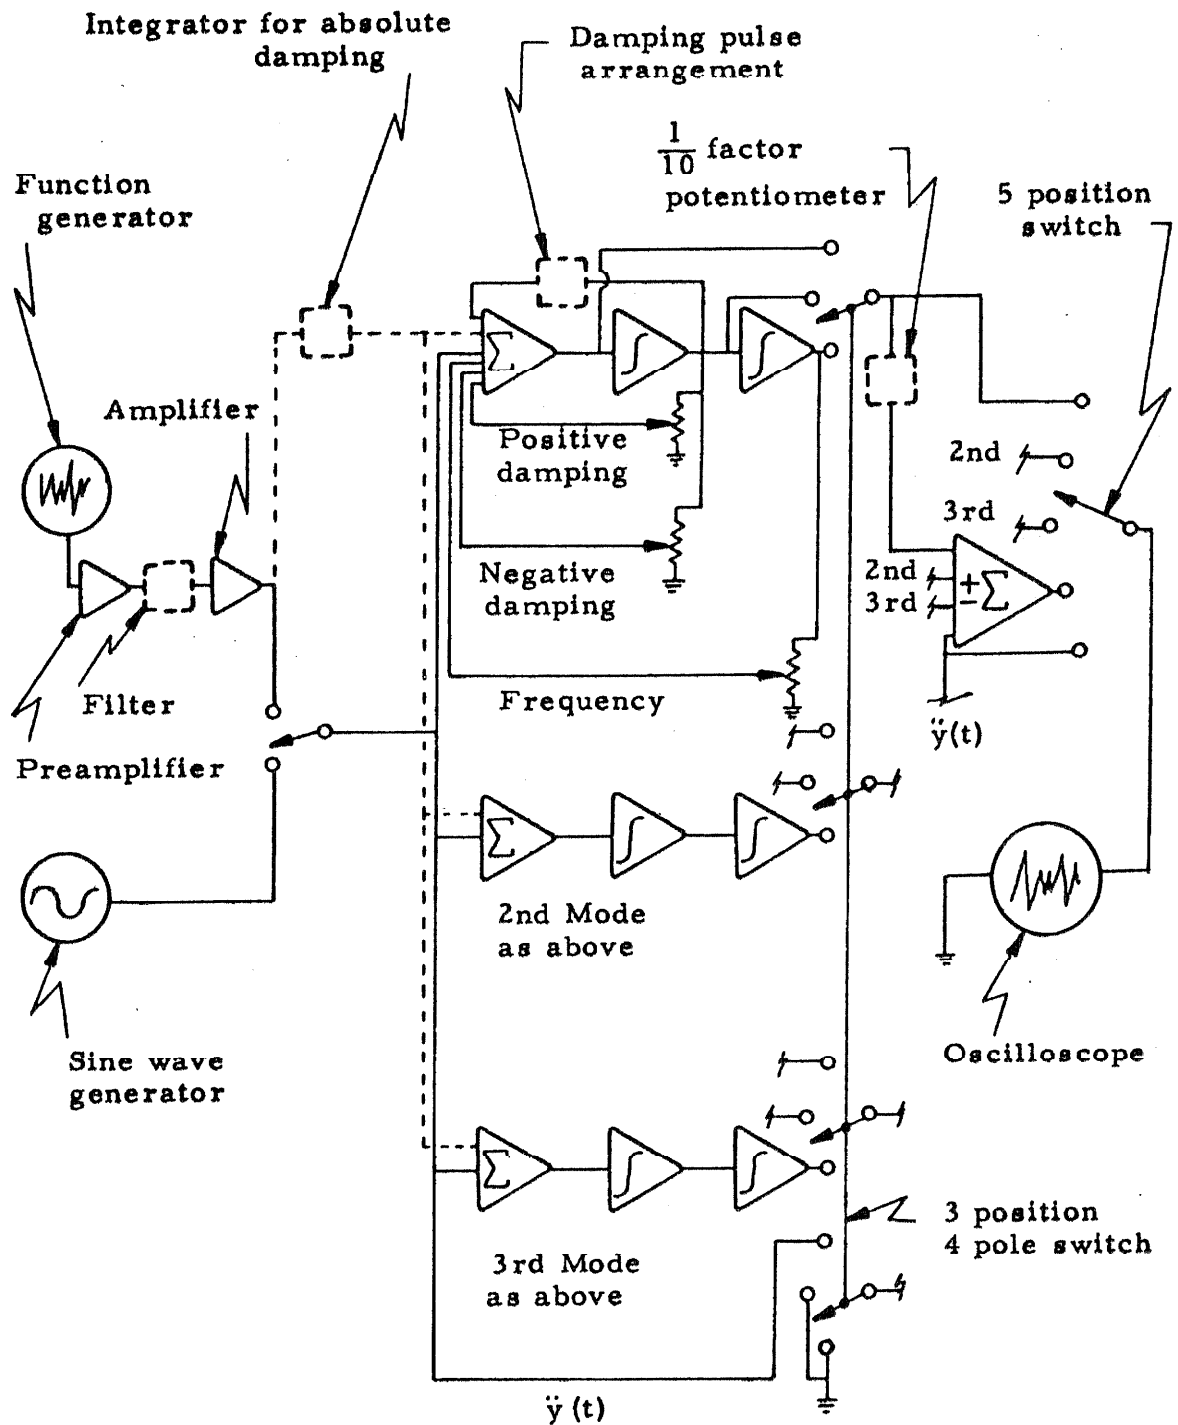 Integrator for absolute
damping
Damping pulse
arrangement
1
10 factor
potentiometer
5 position
switch
Function
generator
Amplifier
Σ
∫
∫
Positive
damping
Negative
damping
Frequency
2nd
3rd
2nd
3rd
+
− Σ
ÿ(t)
Filter
Preamplifier
Σ
∫
∫
2nd Mode
as above
Oscilloscope
Sine wave
generator
Σ
∫
∫
3rd Mode
as above
3 position
4 pole switch
ÿ (t)